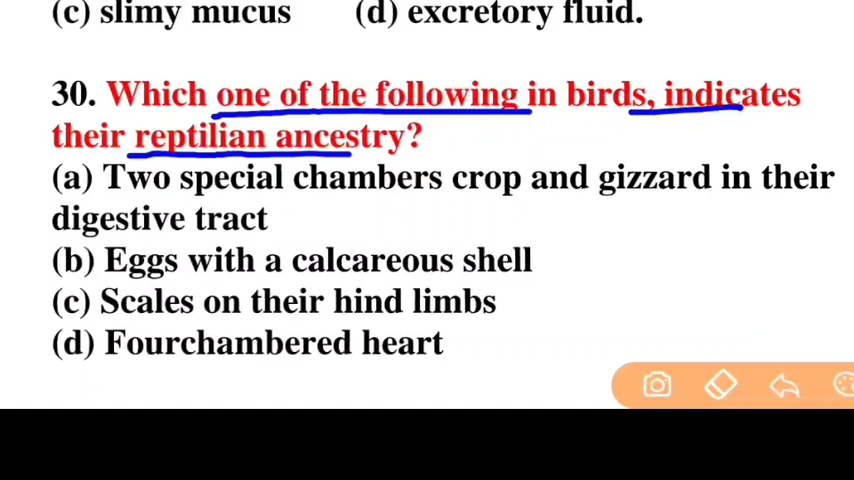 (c) slimy mucus (d) excretory fluid.
30. Which one of the following in birds, indicates
their reptilian ancestry?
(a) Two special chambers crop and gizzard in their
digestive tract
(b) Eggs with a calcareous shell
(c) Scales on their hind limbs
(d) Fourchambered heart